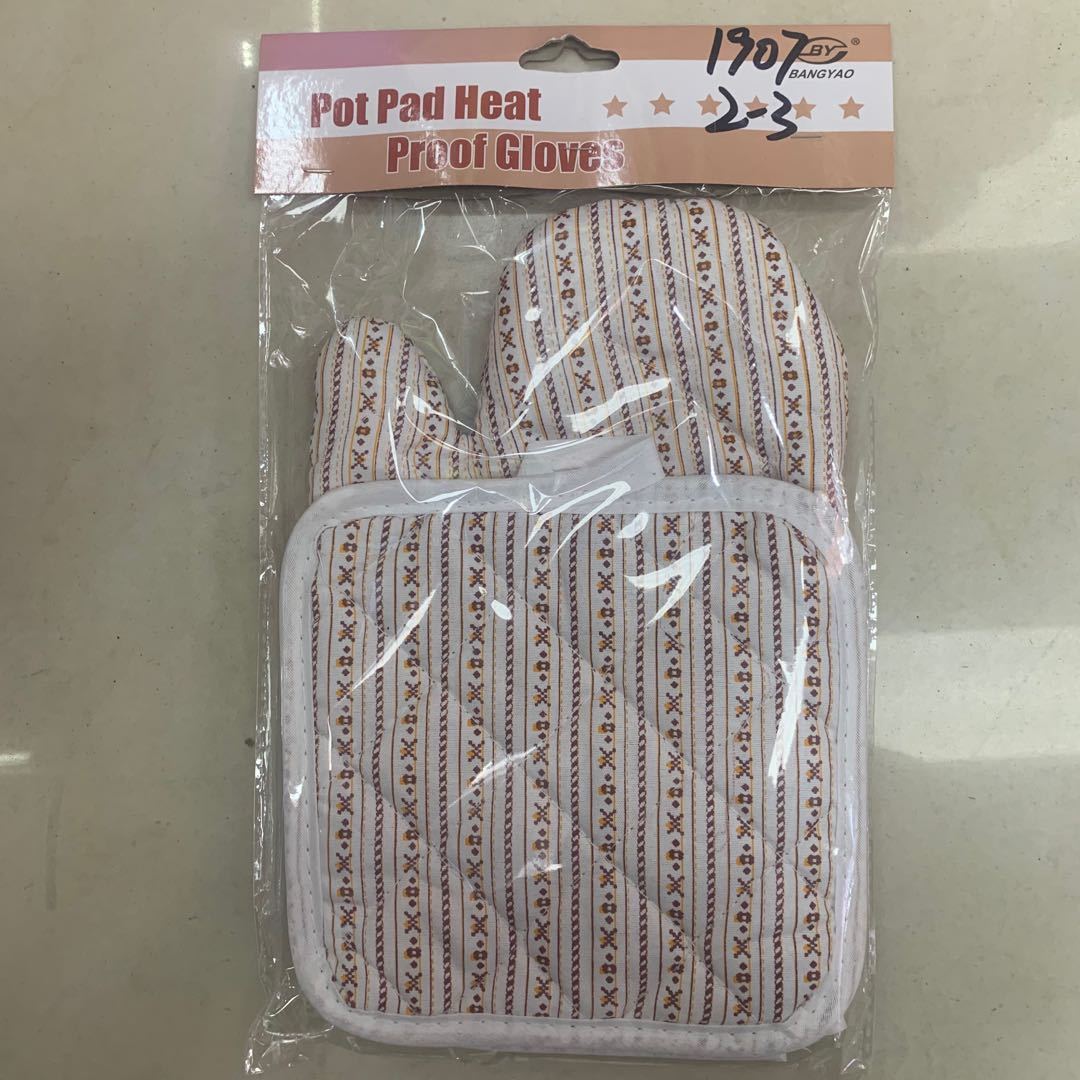 1907
BY®
BANGYAO
Pot Pad Heat
2-3
Proof Gloves